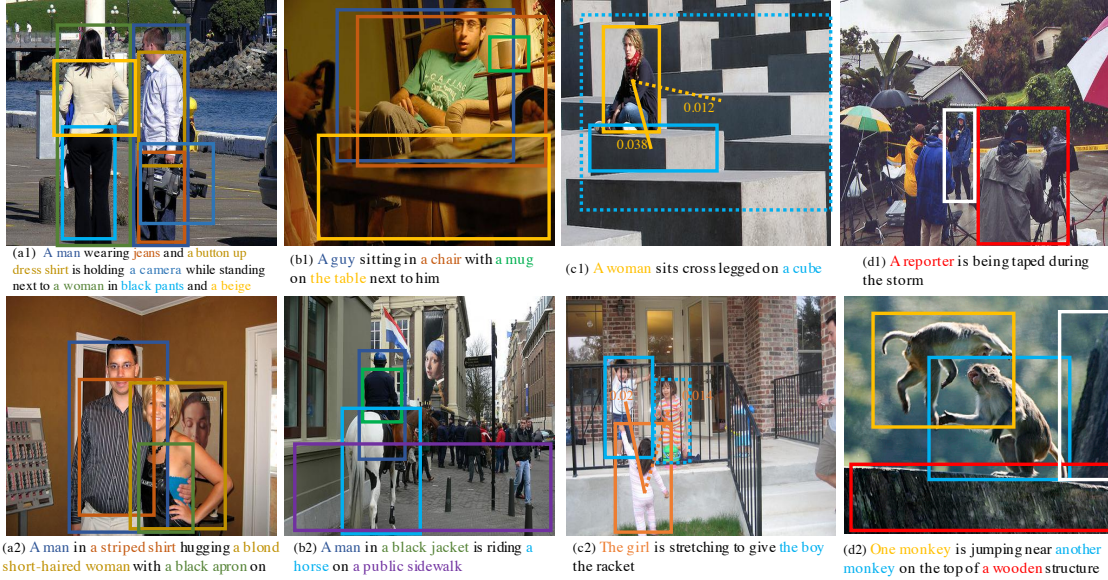 (a1) A man wearing jeans and a button up
dress shirt is holding a camera while standing
next to a woman in black pants and a beige
(b1) A guy sitting in a chair with a mug
on the table next to him
0.012
0.038
(c1) A woman sits cross legged on a cube
(d1) A reporter is being taped during
the storm
(a2) A man in a striped shirt hugging a blond
short-haired woman with a black apron on
(b2) A man in a black jacket is riding a
horse on a public sidewalk
(c2) The girl is stretching to give the boy
the racket
(d2) One monkey is jumping near another
monkey on the top of a wooden structure